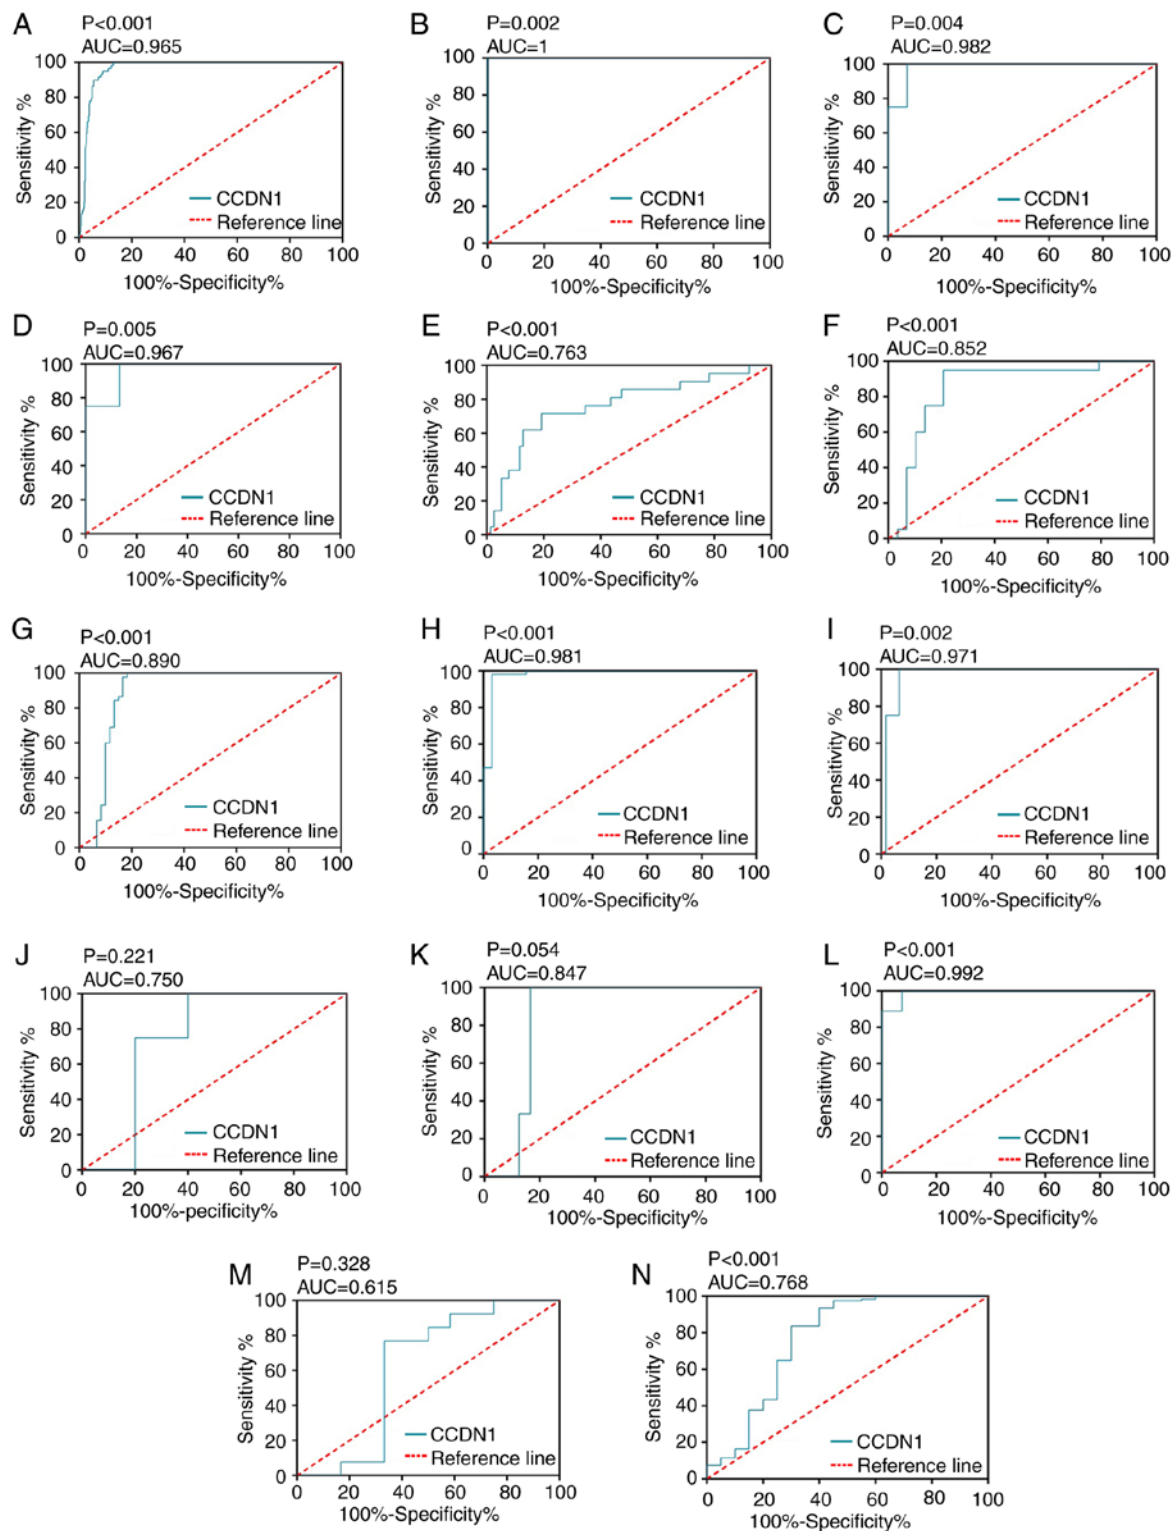 A
P<0.001
AUC=0.965
100
80
60
40
20
0
Sensitivity %
CCDN1
Reference line
0 20 40 60 80 100
100%-Specificity%
B
P=0.002
AUC=1
100
80
60
40
20
0
Sensitivity %
CCDN1
Reference line
0 20 40 60 80 100
100%-Specificity%
C
P=0.004
AUC=0.982
100
80
60
40
20
0
Sensitivity %
CCDN1
Reference line
0 20 40 60 80 100
100%-Specificity%
D
P=0.005
AUC=0.967
100
80
60
40
20
0
Sensitivity %
CCDN1
Reference line
0 20 40 60 80 100
100%-Specificity%
E
P<0.001
AUC=0.763
100
80
60
40
20
0
Sensitivity %
CCDN1
Reference line
0 20 40 60 80 100
100%-Specificity%
F
P<0.001
AUC=0.852
100
80
60
40
20
0
Sensitivity %
CCDN1
Reference line
0 20 40 60 80 100
100%-Specificity%
G
P<0.001
AUC=0.890
100
80
60
40
20
0
Sensitivity %
CCDN1
Reference line
0 20 40 60 80 100
100%-Specificity%
H
P<0.001
AUC=0.981
100
80
60
40
20
0
Sensitivity %
CCDN1
Reference line
0 20 40 60 80 100
100%-Specificity%
I
P=0.002
AUC=0.971
100
80
60
40
20
0
Sensitivity %
CCDN1
Reference line
0 20 40 60 80 100
100%-Specificity%
J
P=0.221
AUC=0.750
100
80
60
40
20
0
Sensitivity %
CCDN1
Reference line
0 20 40 60 80 100
100%-pecificity%
K
P=0.054
AUC=0.847
100
80
60
40
20
0
Sensitivity %
CCDN1
Reference line
0 20 40 60 80 100
100%-Specificity%
L
P<0.001
AUC=0.992
100
80
60
40
20
0
Sensitivity %
CCDN1
Reference line
0 20 40 60 80 100
100%-Specificity%
M
P=0.328
AUC=0.615
100
80
60
40
20
0
Sensitivity %
CCDN1
Reference line
0 20 40 60 80 100
100%-Specificity%
N
P<0.001
AUC=0.768
100
80
60
40
20
0
Sensitivity %
CCDN1
Reference line
0 20 40 60 80 100
100%-Specificity%